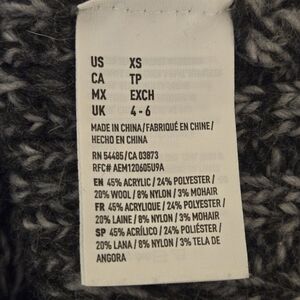 US XS
CA TP
MX EXCH
UK 4 - 6
MADE IN CHINA/FABRIQUÉ EN CHINE/
HECHO EN CHINA
RN 54485/CA 03873
RFG# AEM120605U9A
EN 45% ACRYLIC / 24% POLYESTER /
20% WOOL / 8% NYLON / 3% MOHAIR
FR 45% ACRYLIC / 24% POLYESTER /
20% LAINE / 8% NYLON / 3% MOHAIR
SP 45% ACRÍLICO / 24% POLIÉSTER /
20% LANA / 8% NYLON / 3% TELA DE
ANGORA